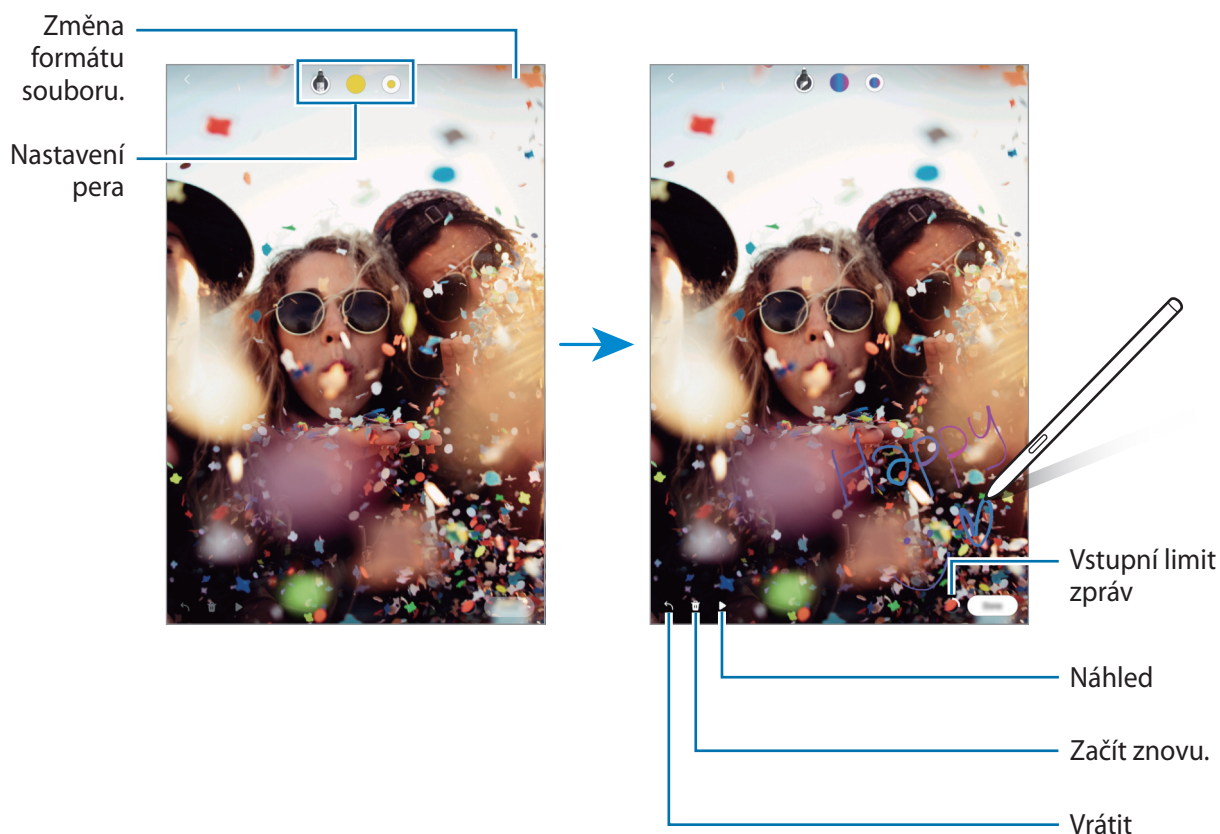 Změna
formátu
souboru.
Nastavení
pera
Happy
Vstupní limit
zpráv
Náhled
Začít znovu.
Vrátit